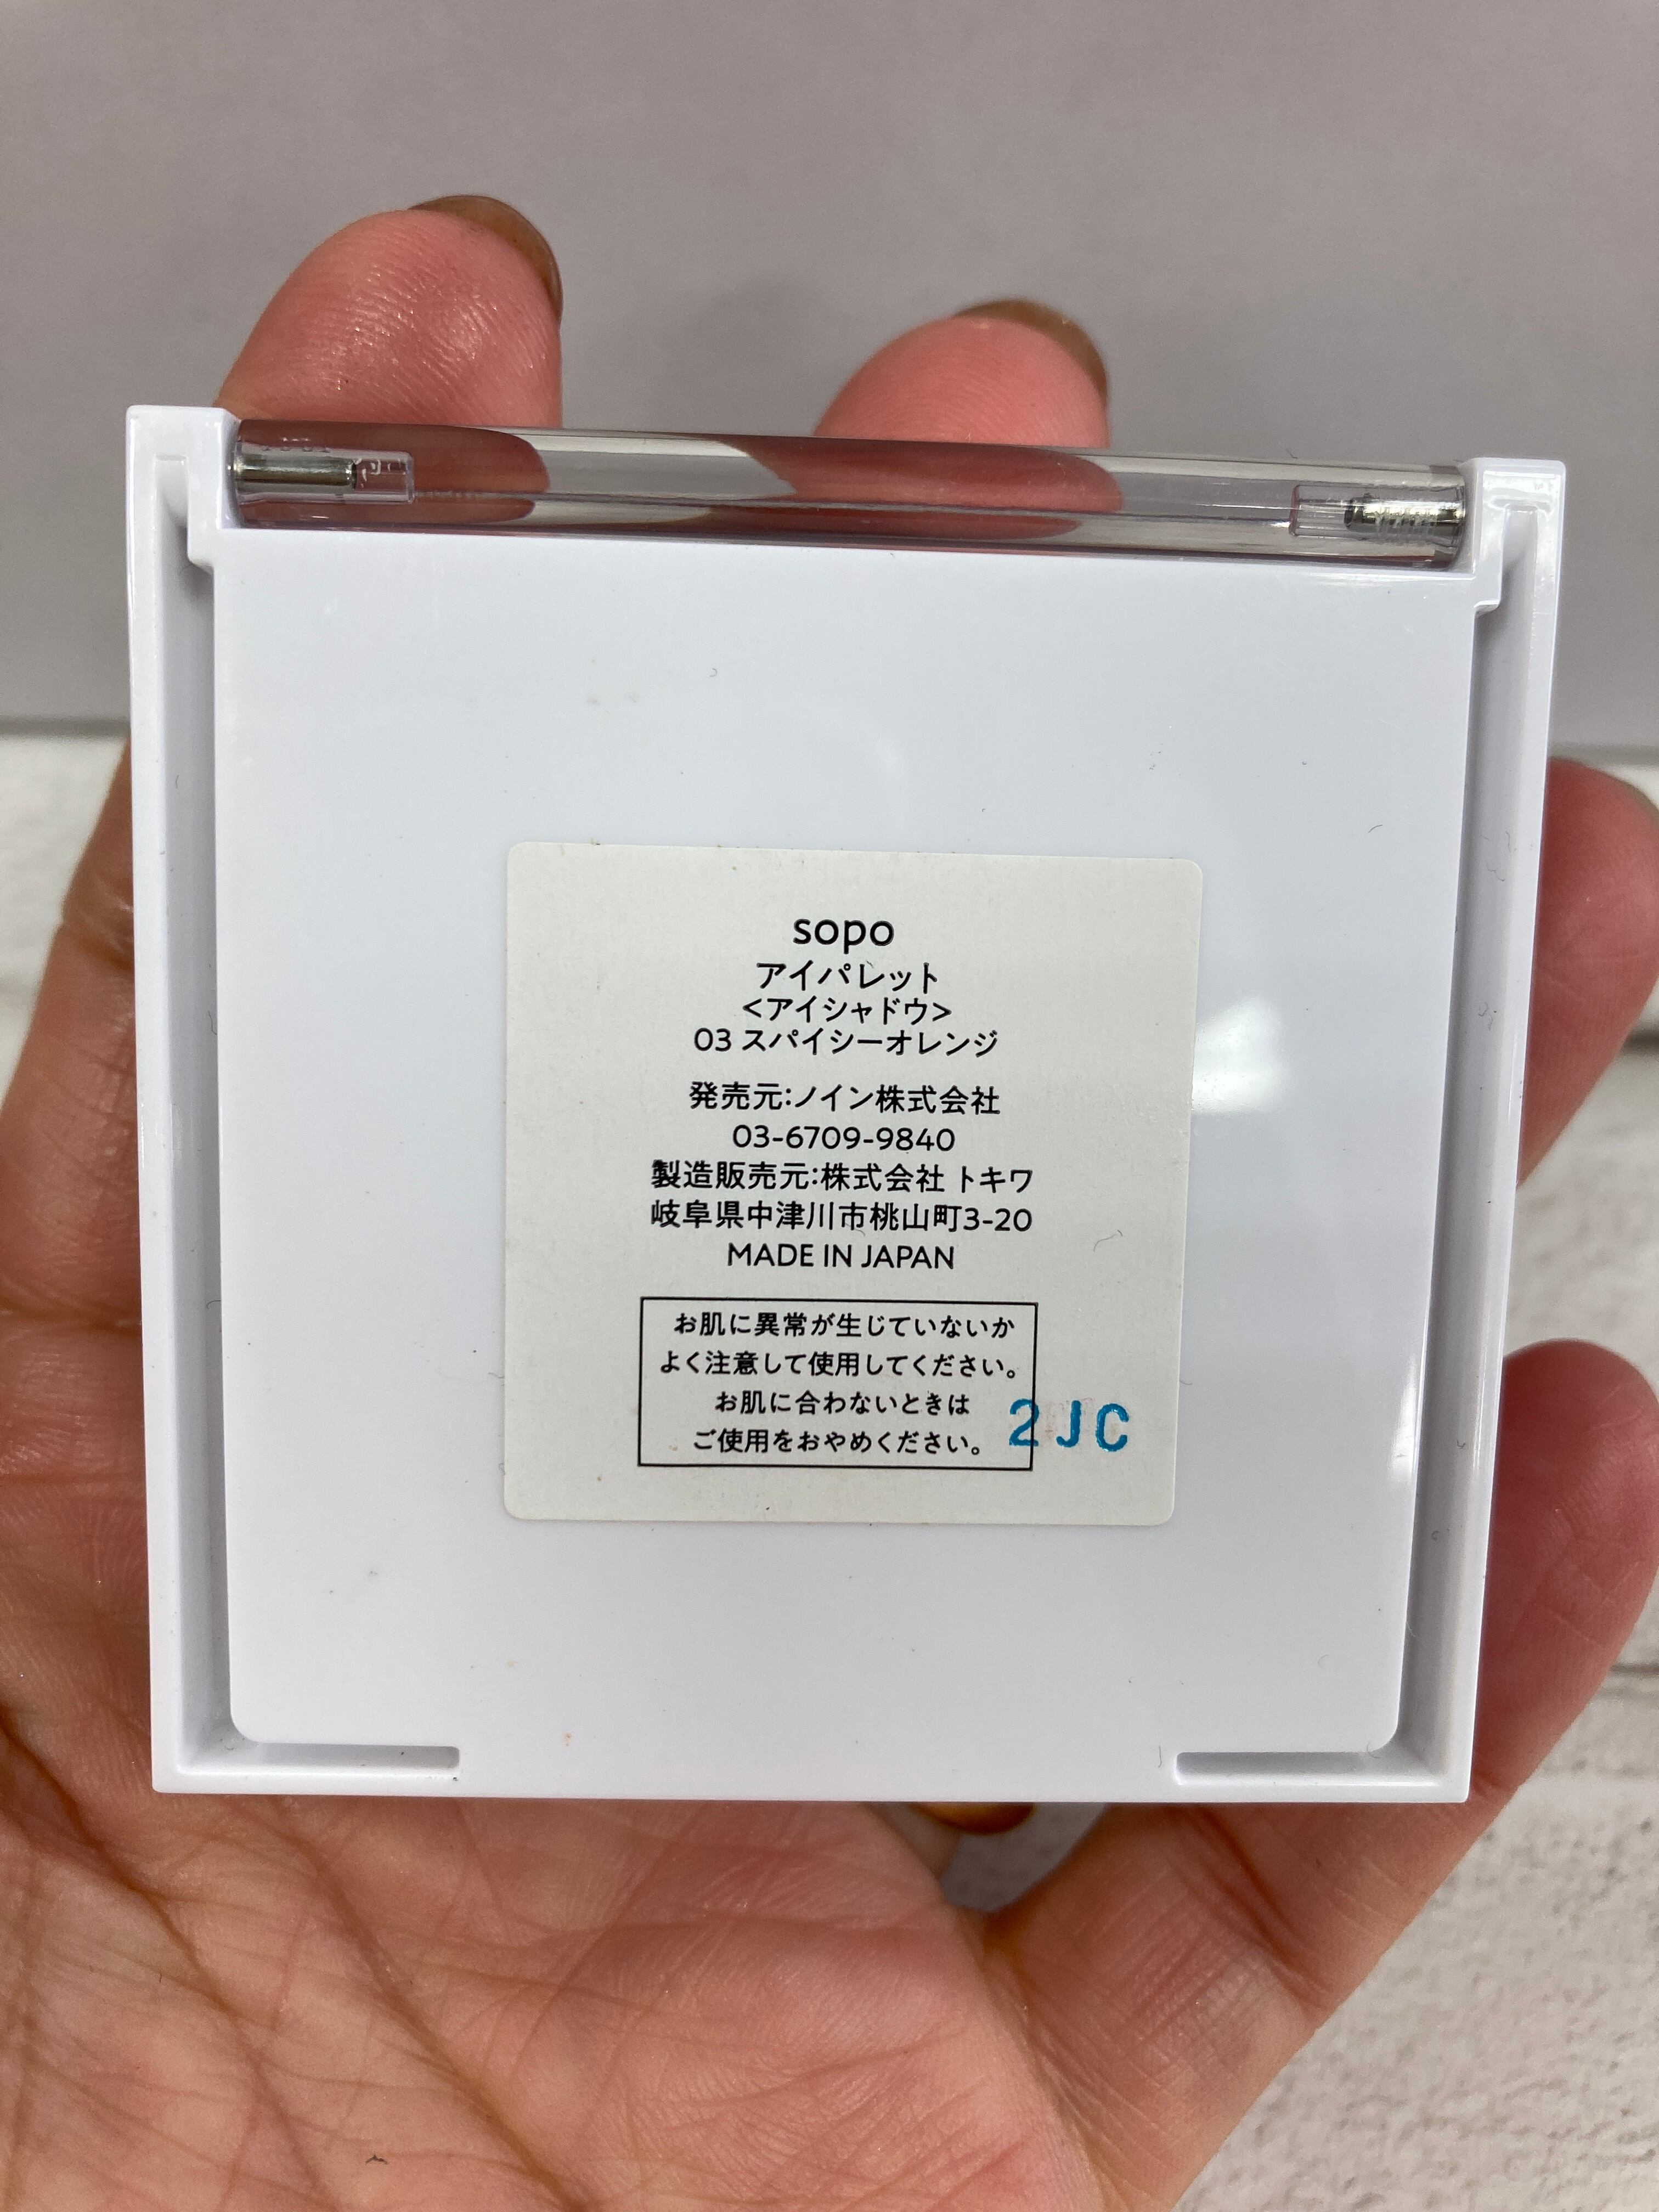 sopo
アイパレット
<アイシャドウ>
03 スパイシーオレンジ
発売元:ノイン株式会社
03-6709-9840
製造販売元:株式会社 トキワ
岐阜県中津川市桃山町3-20
MADE IN JAPAN
お肌に異常が生じていないか
よく注意して使用してください。
お肌に合わないときは
ご使用をおやめください。
2JC